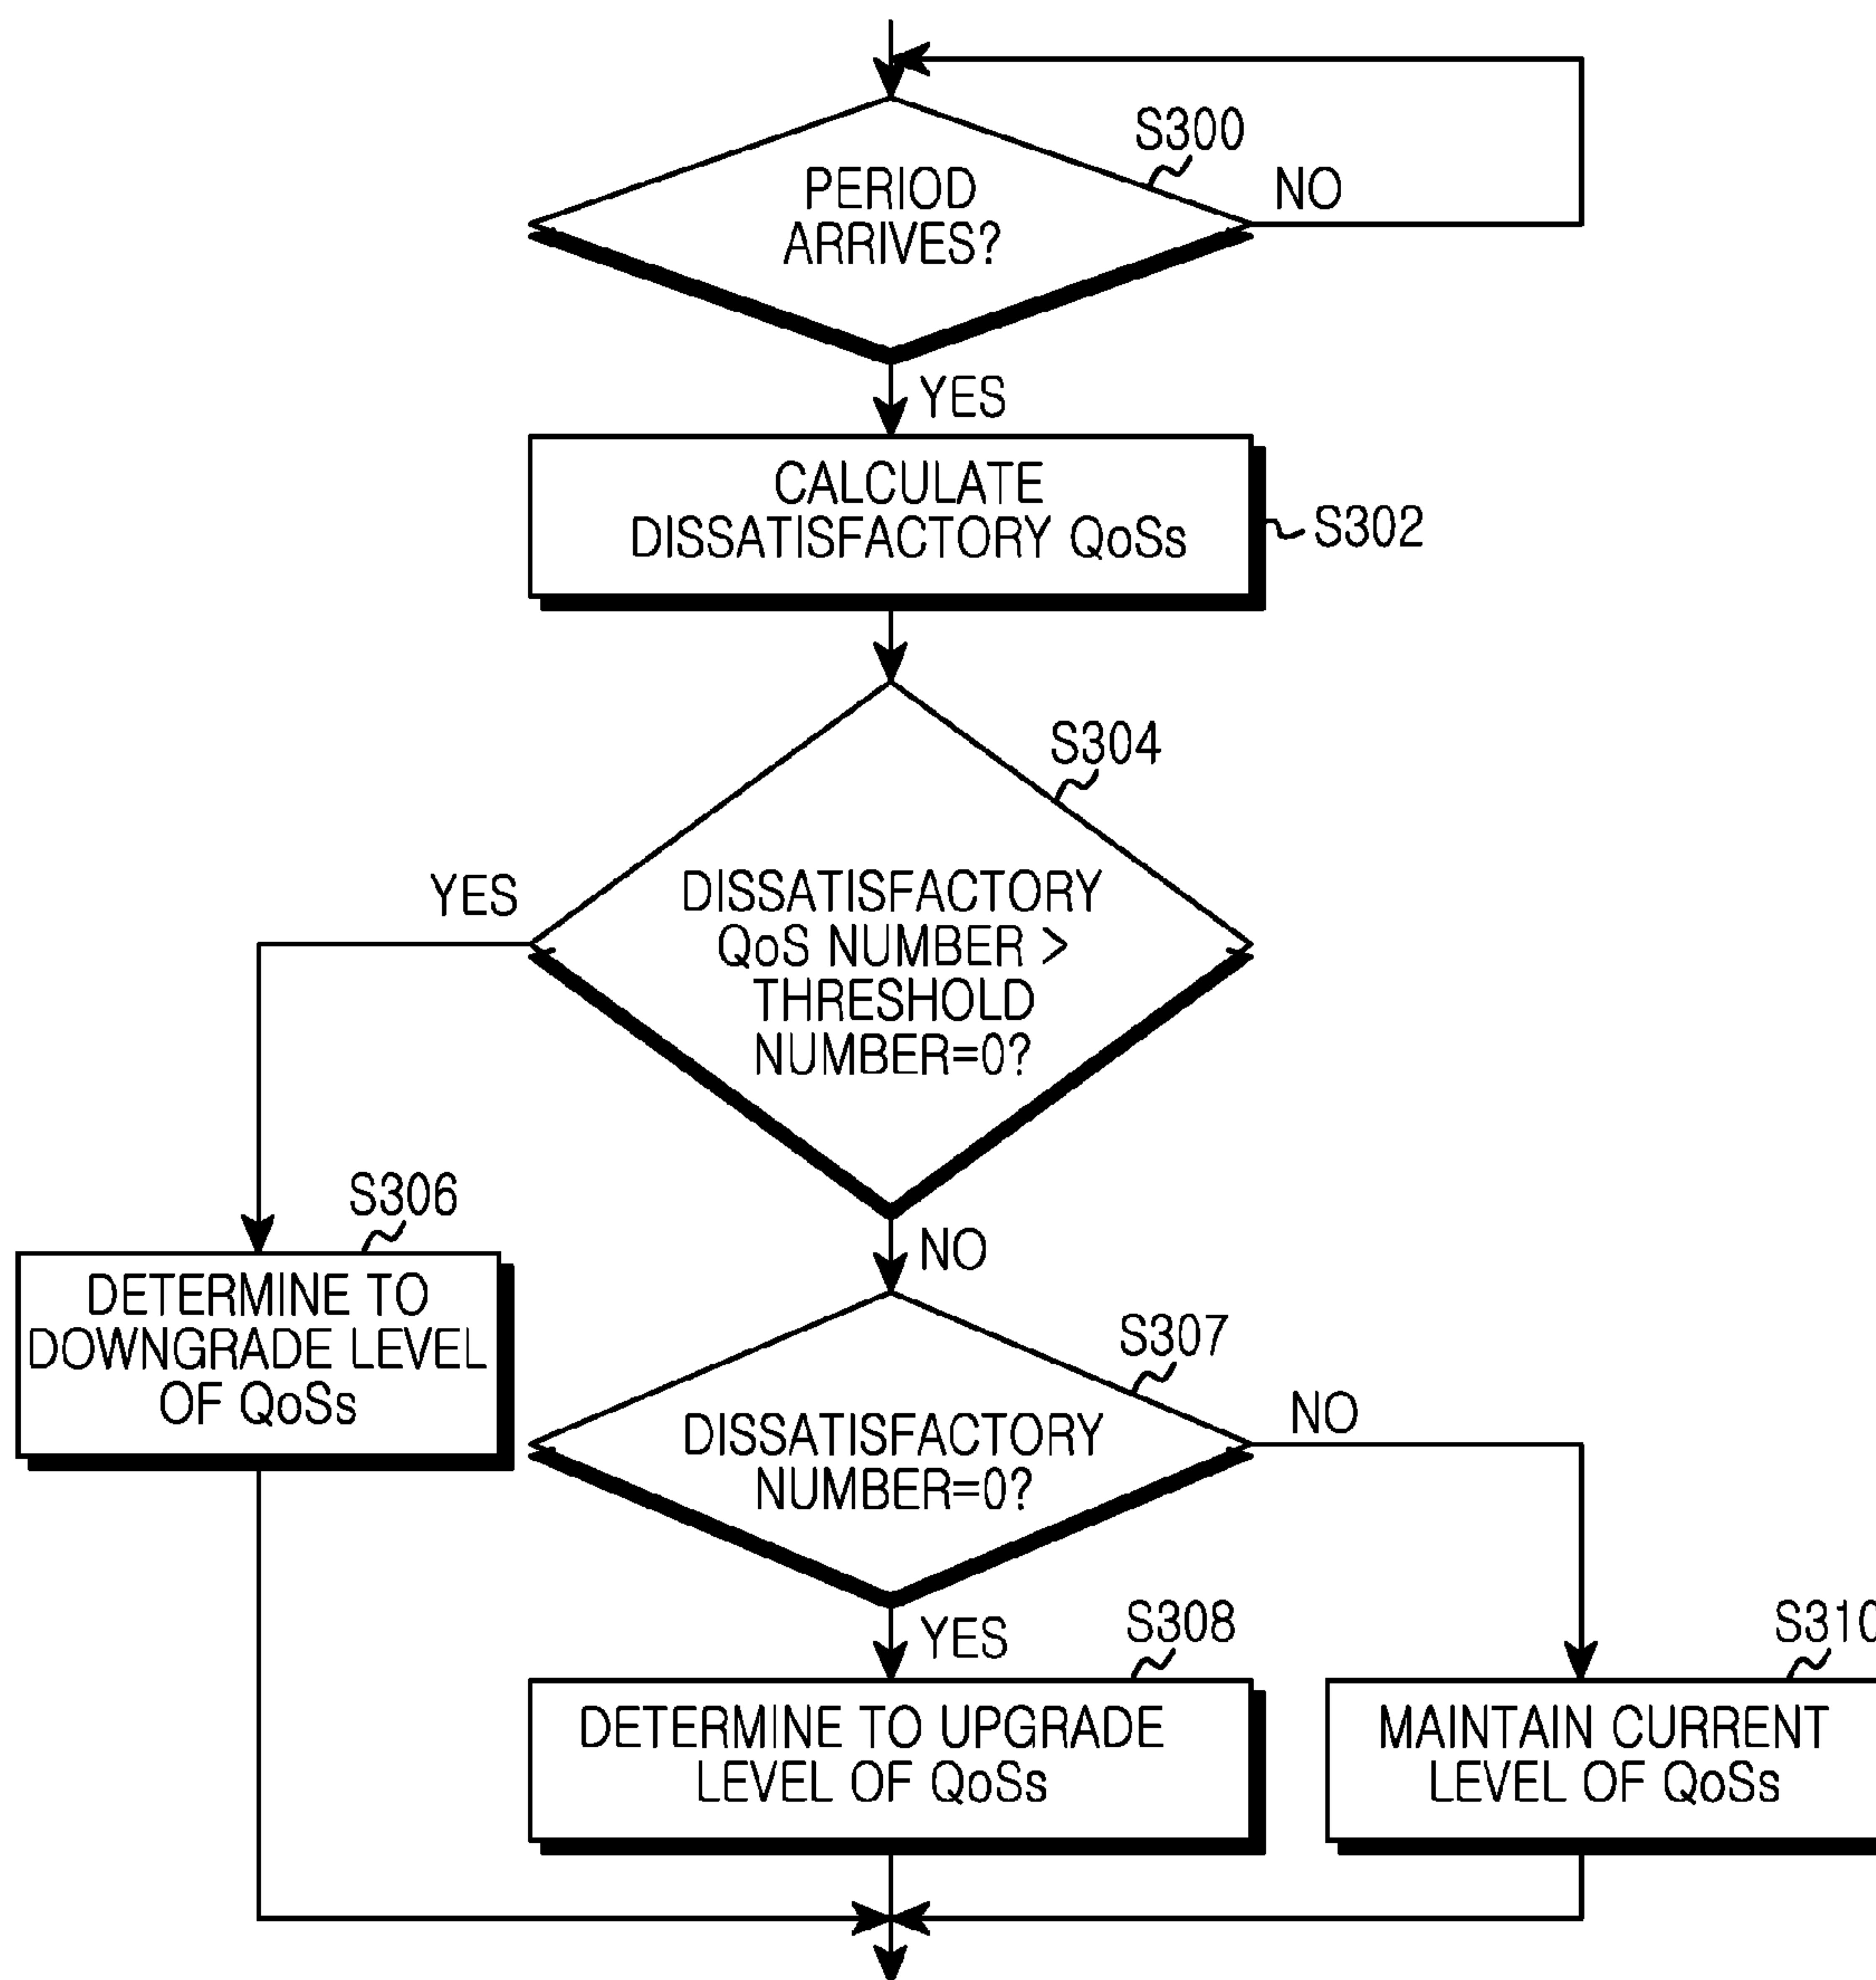 S300
PERIOD
ARRIVES?
NO
YES
CALCULATE
DISSATISFACTORY QoSs
S302
S304
YES
DISSATISFACTORY
QoS NUMBER >
THRESHOLD
NUMBER=0?
S306
NO
DETERMINE TO
DOWNGRADE LEVEL
OF QoSs
S307
DISSATISFACTORY
NUMBER=0?
NO
YES
S308
S310
DETERMINE TO UPGRADE
LEVEL OF QoSs
MAINTAIN CURRENT
LEVEL OF QoSs